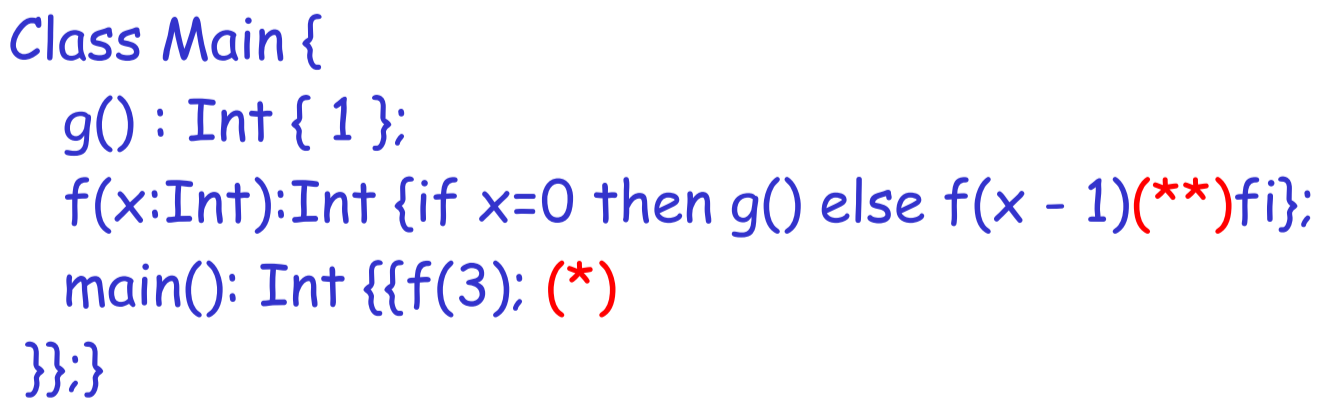 Class Main {
g() : Int { 1 };
f(x:Int):Int {if x=0 then g() else f(x - 1)(**)fi};
main(): Int {{f(3); (*)
}};}